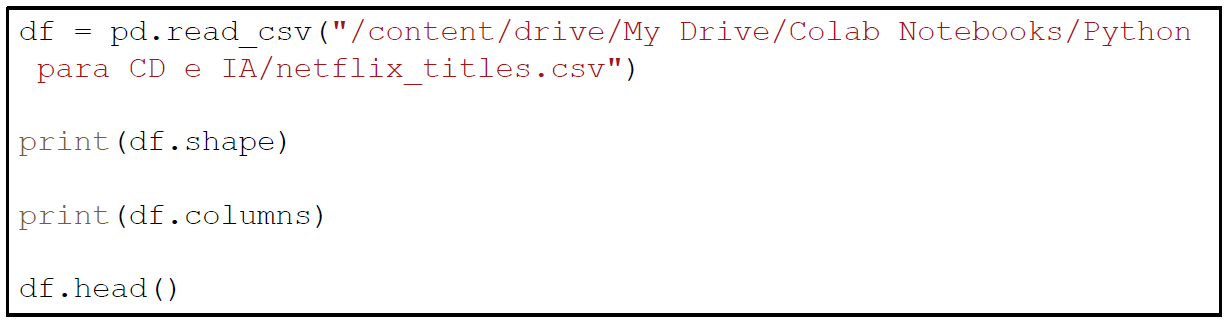 df = pd.read_csv("/content/drive/My Drive/Colab Notebooks/Python
para CD e IA/netflix_titles.csv")
print(df.shape)
print(df.columns)
df.head()